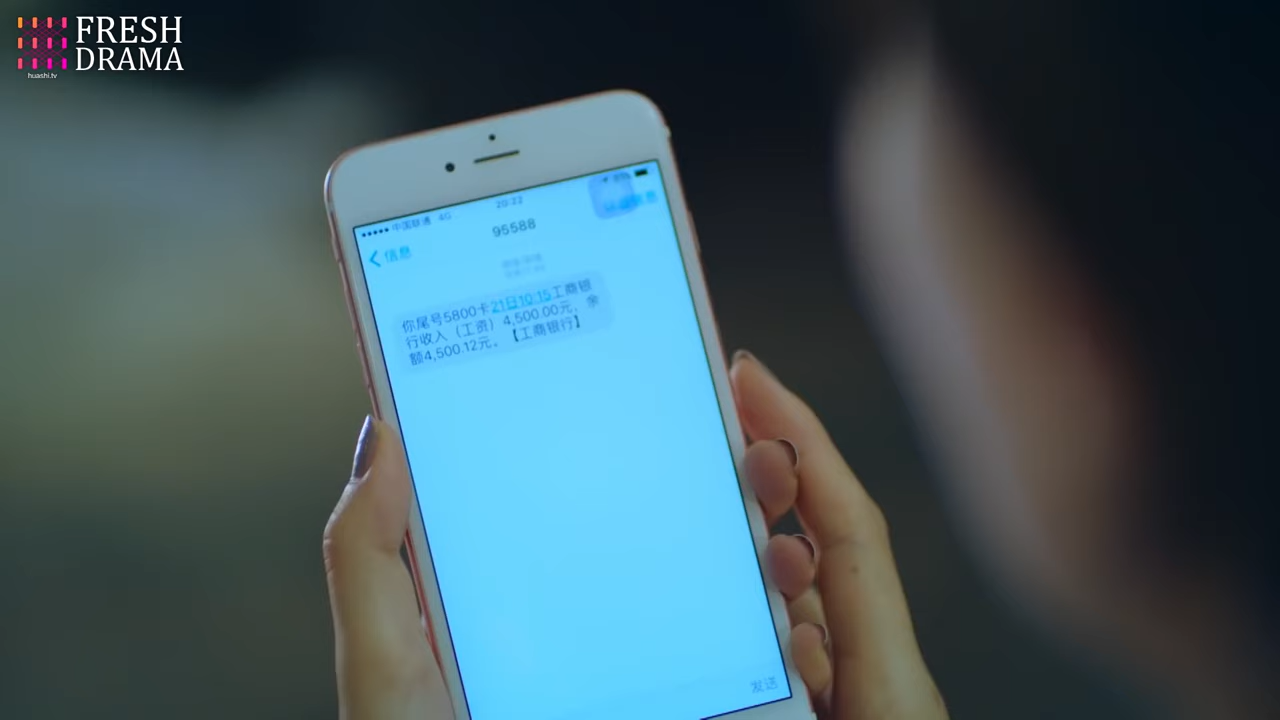 FRESH
DRAMA
huashi.tv
中国联通 4G
20:22
95588
信息
你尾号5800卡21日10:15工商银
行收入（工资）4,500.00元，余
额4,500.12元。【工商银行】
发送